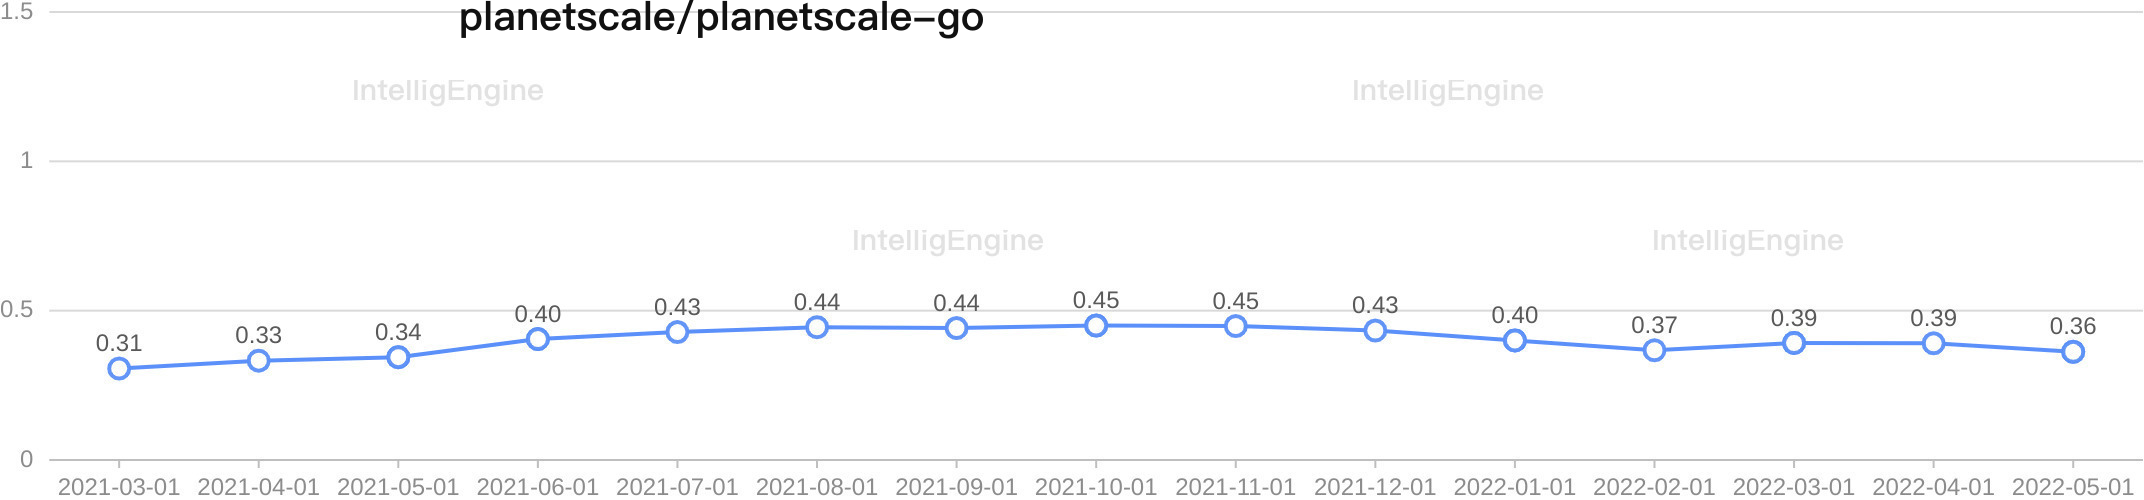 planetscale/planetscale-go
1.5
IntelligEngine IntelligEngine
1
IntelligEngine IntelligEngine
0.5
0.31 0.33 0.34 0.40 0.43 0.44 0.44 0.45 0.45 0.43 0.40 0.37 0.39 0.39 0.36
0
2021-03-01 2021-04-01 2021-05-01 2021-06-01 2021-07-01 2021-08-01 2021-09-01 2021-10-01 2021-11-01 2021-12-01 2022-01-01 2022-02-01 2022-03-01 2022-04-01 2022-05-01